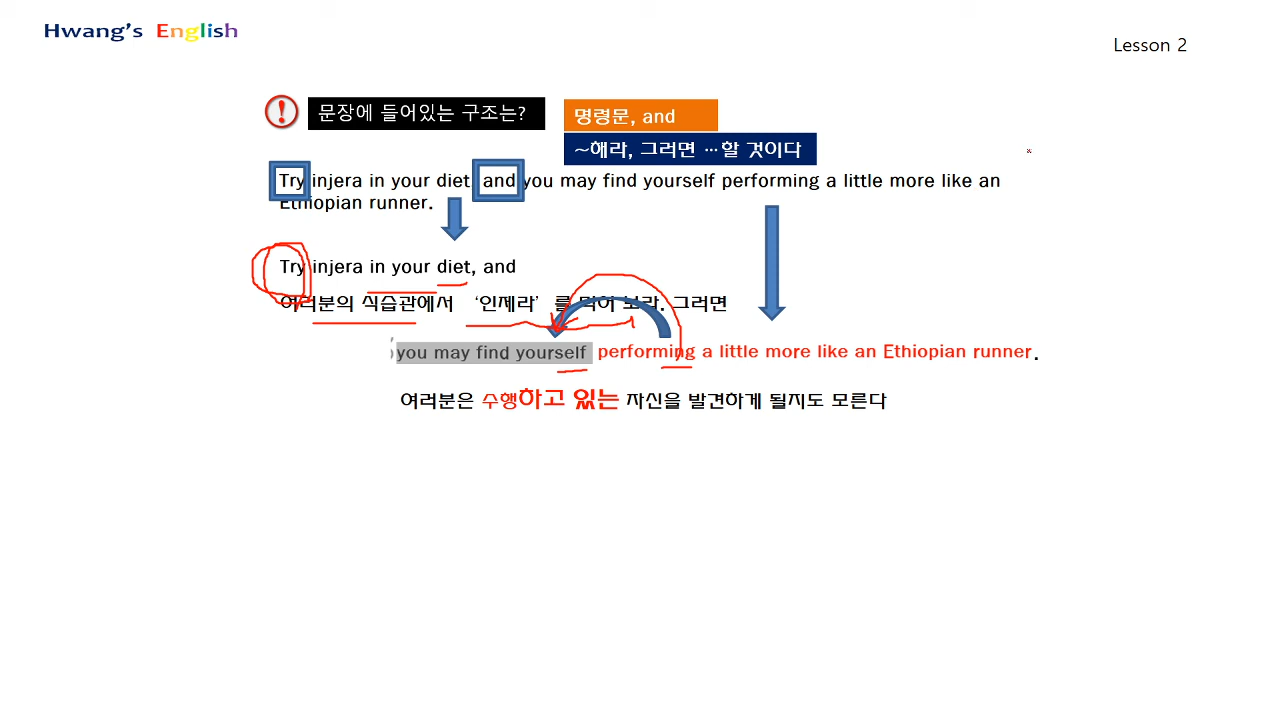 Hwang's English
Lesson 2
문장에 들어있는 구조는?
명령문, and
~해라, 그러면 …할 것이다
Try injera in your diet, and you may find yourself performing a little more like an
Ethiopian runner.
Try injera in your diet, and
여러분의 식습관에서 '인제라' 를 먹어 보라. 그러면
you may find yourself performing a little more like an Ethiopian runner.
여러분은 수행하고 있는 자신을 발견하게 될지도 모른다